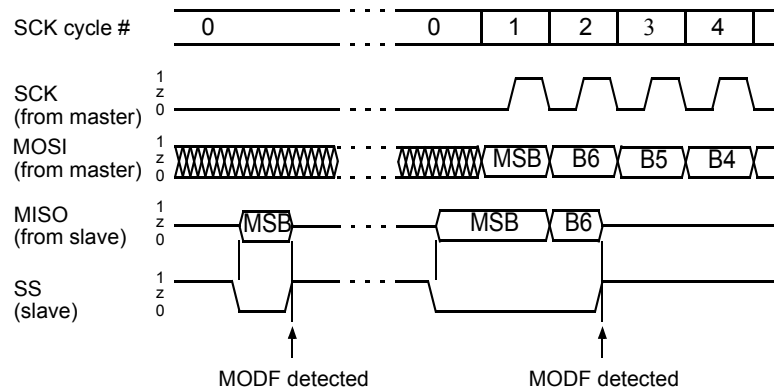 SCK cycle # 0 0 1 2 3 4
SCK
(from master)
1
z
0
MOSI
(from master)
1
z
0
MSB B6 B5 B4
MISO
(from slave)
1
z
0
MSB MSB B6
SS
(slave)
1
z
0
MODF detected MODF detected